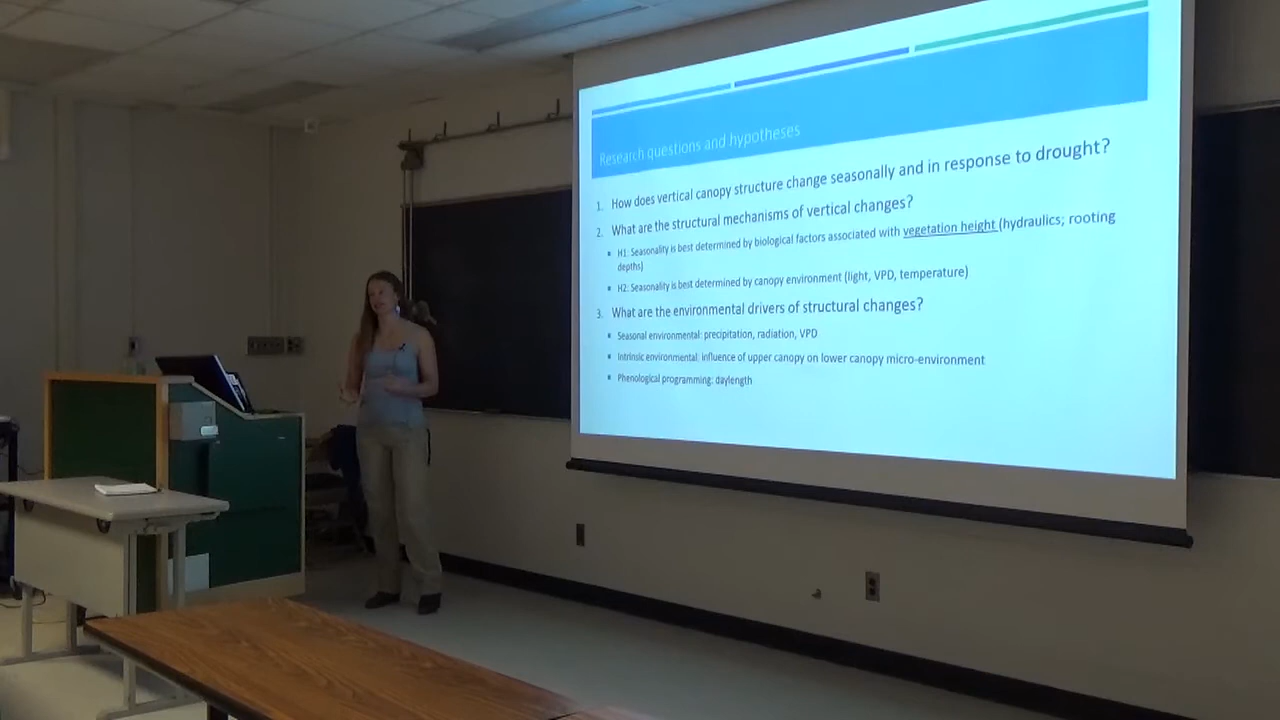 Research questions and hypotheses
1. How does vertical canopy structure change seasonally and in response to drought?
2. What are the structural mechanisms of vertical changes?
▪ H1: Seasonality is best determined by biological factors associated with vegetation height (hydraulics; rooting
depths)
▪ H2: Seasonality is best determined by canopy environment (light, VPD, temperature)
3. What are the environmental drivers of structural changes?
▪ Seasonal environmental: precipitation, radiation, VPD
▪ Intrinsic environmental: influence of upper canopy on lower canopy micro-environment
▪ Phenological programming: daylength